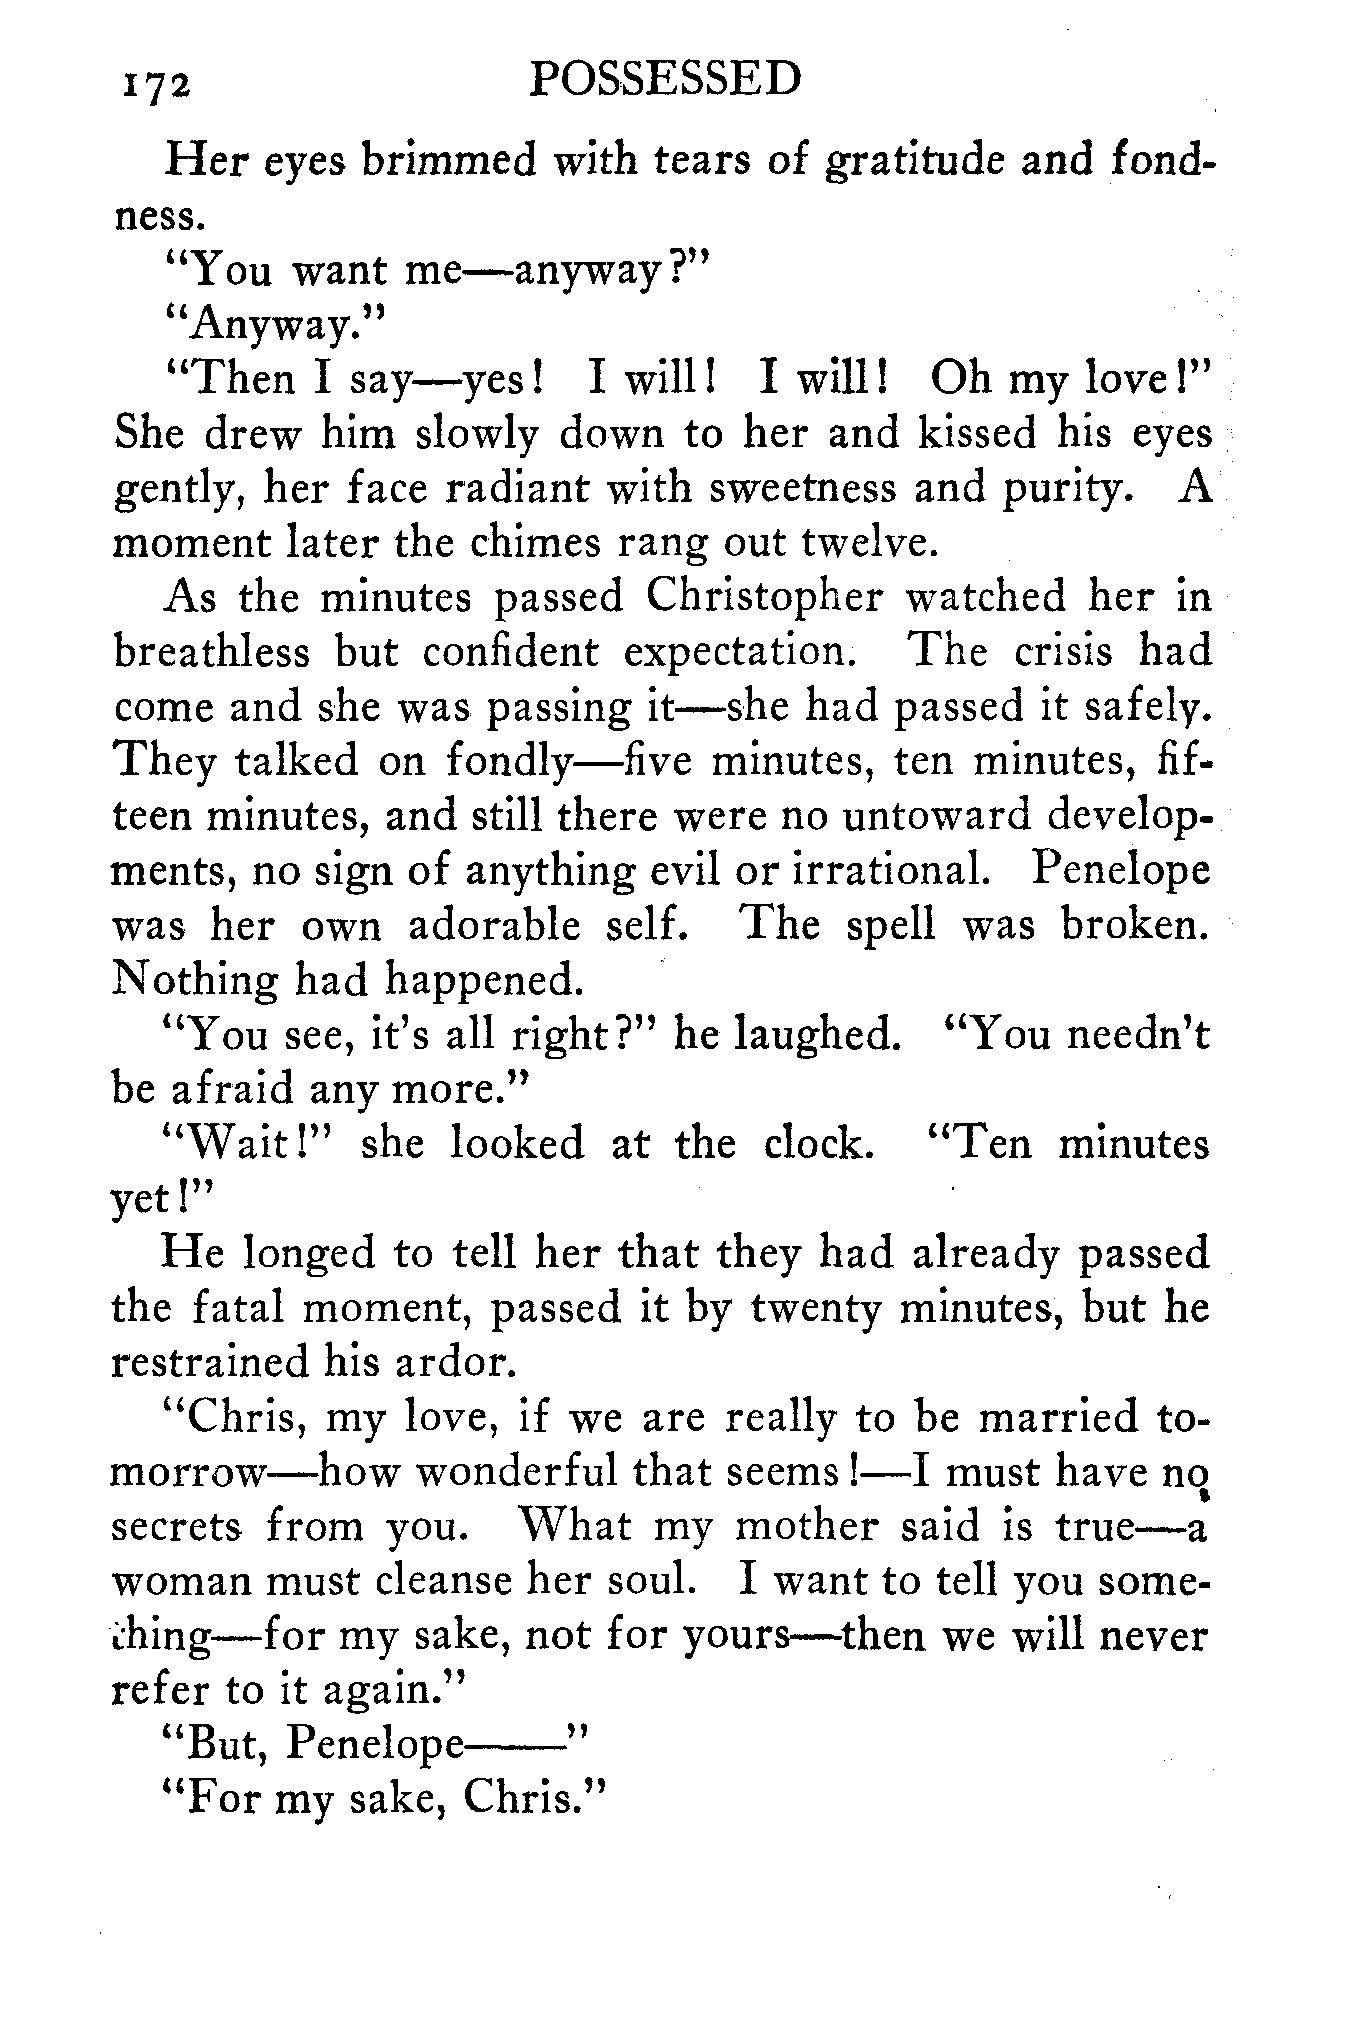 172 POSSESSED
Her eyes brimmed with tears of gratitude and fond-
ness.
"You want me—anyway?"
"Anyway."
"Then I say—yes! I will! I will! Oh my love!"
She drew him slowly down to her and kissed his eyes
gently, her face radiant with sweetness and purity. A
moment later the chimes rang out twelve.
As the minutes passed Christopher watched her in
breathless but confident expectation. The crisis had
come and she was passing it—she had passed it safely.
They talked on fondly—five minutes, ten minutes, fif-
teen minutes, and still there were no untoward develop-
ments, no sign of anything evil or irrational. Penelope
was her own adorable self. The spell was broken.
Nothing had happened.
"You see, it's all right?" he laughed. "You needn't
be afraid any more."
"Wait!" she looked at the clock. "Ten minutes
yet!"
He longed to tell her that they had already passed
the fatal moment, passed it by twenty minutes, but he
restrained his ardor.
"Chris, my love, if we are really to be married to-
morrow—how wonderful that seems!—I must have no
secrets from you. What my mother said is true—a
woman must cleanse her soul. I want to tell you some-
thing—for my sake, not for yours—then we will never
refer to it again."
"But, Penelope——"
"For my sake, Chris."